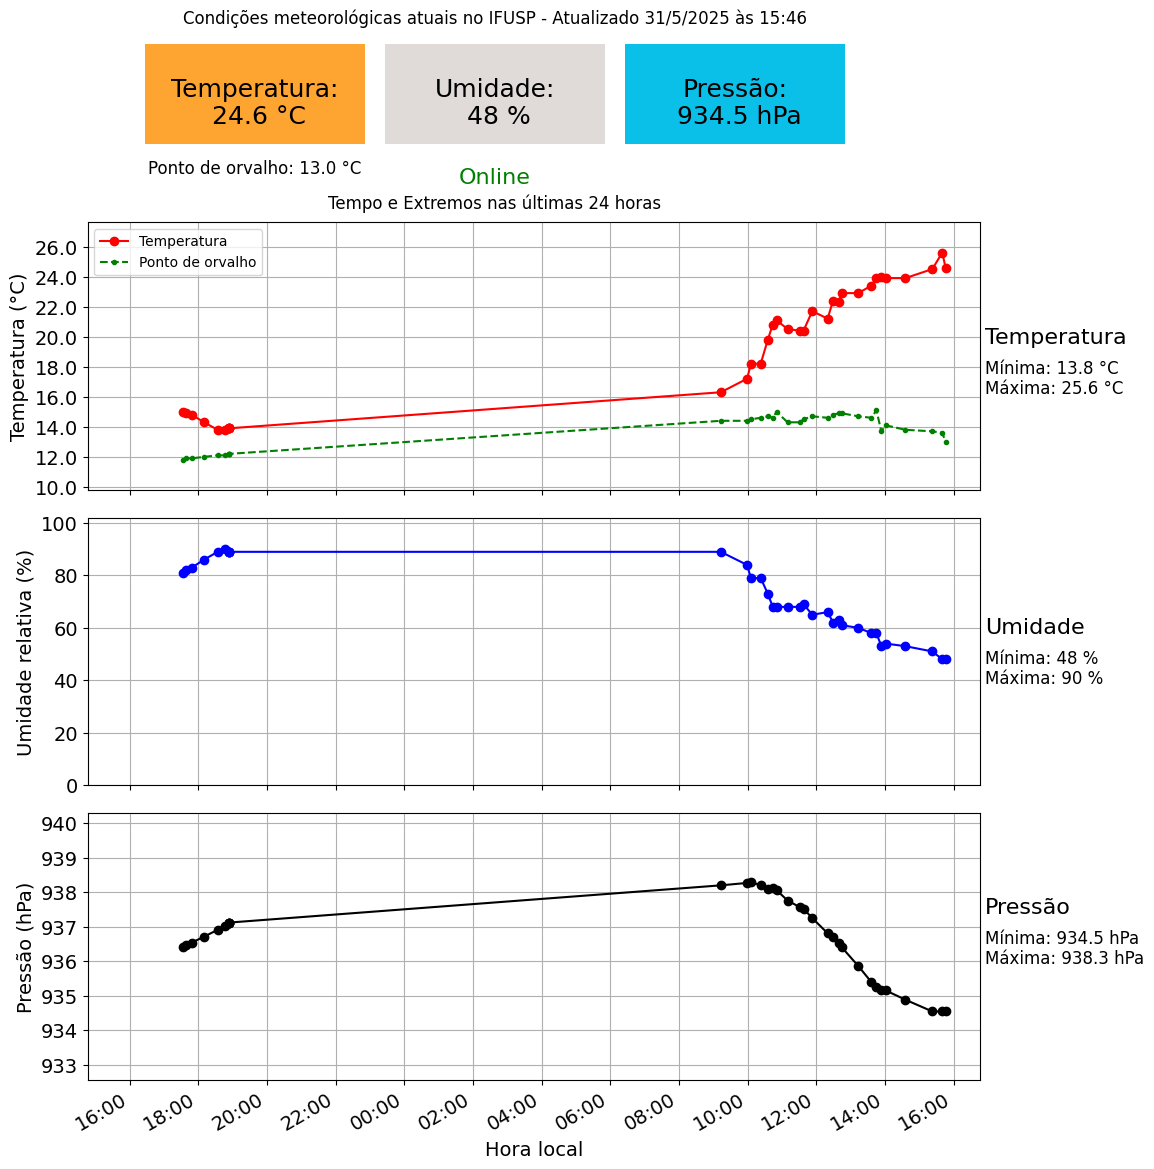 Condições meteorológicas atuais no IFUSP - Atualizado 31/5/2025 às 15:46
Temperatura:
24.6 °C
Umidade:
48 %
Pressão:
934.5 hPa
Ponto de orvalho: 13.0 °C
Online
Tempo e Extremos nas últimas 24 horas
Temperatura (°C)
26.0
24.0
22.0
20.0
18.0
16.0
14.0
12.0
10.0
Temperatura
Ponto de orvalho
Temperatura
Mínima: 13.8 °C
Máxima: 25.6 °C
Umidade relativa (%)
100
80
60
40
20
0
Umidade
Mínima: 48 %
Máxima: 90 %
Pressão (hPa)
940
939
938
937
936
935
934
933
Pressão
Mínima: 934.5 hPa
Máxima: 938.3 hPa
16:00 18:00 20:00 22:00 00:00 02:00 04:00 06:00 08:00 10:00 12:00 14:00 16:00
Hora local